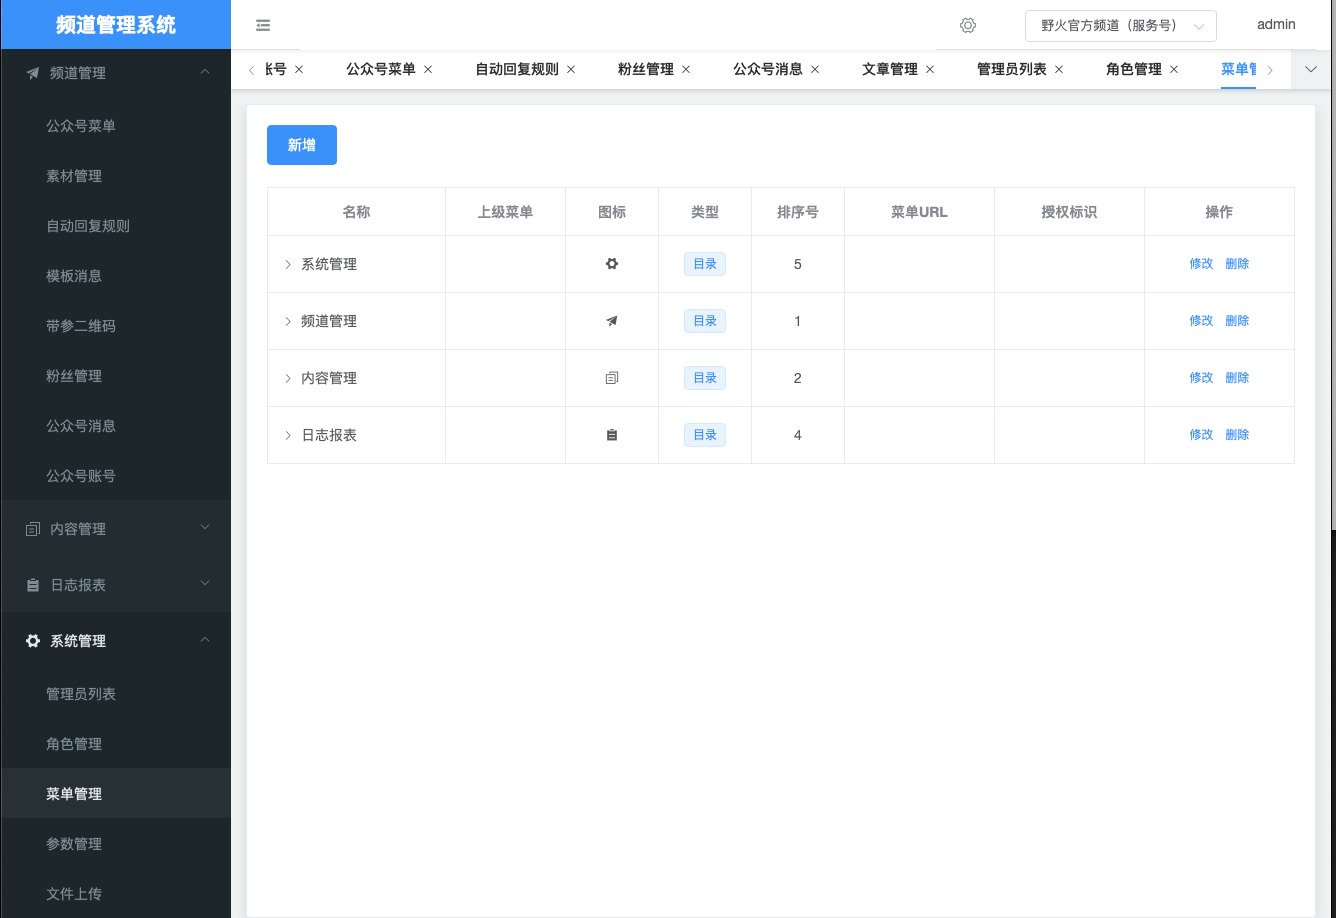 频道管理系统
野火官方频道（服务号）
admin
频道管理
公众号菜单
素材管理
自动回复规则
模板消息
带参二维码
粉丝管理
公众号消息
公众号账号
内容管理
日志报表
系统管理
管理员列表
角色管理
菜单管理
参数管理
文件上传
账号 公众号菜单 自动回复规则 粉丝管理 公众号消息 文章管理 管理员列表 角色管理 菜单管
新增
名称 上级菜单 图标 类型 排序号 菜单URL 授权标识 操作
系统管理 目录 5 修改 删除
频道管理 目录 1 修改 删除
内容管理 目录 2 修改 删除
日志报表 目录 4 修改 删除